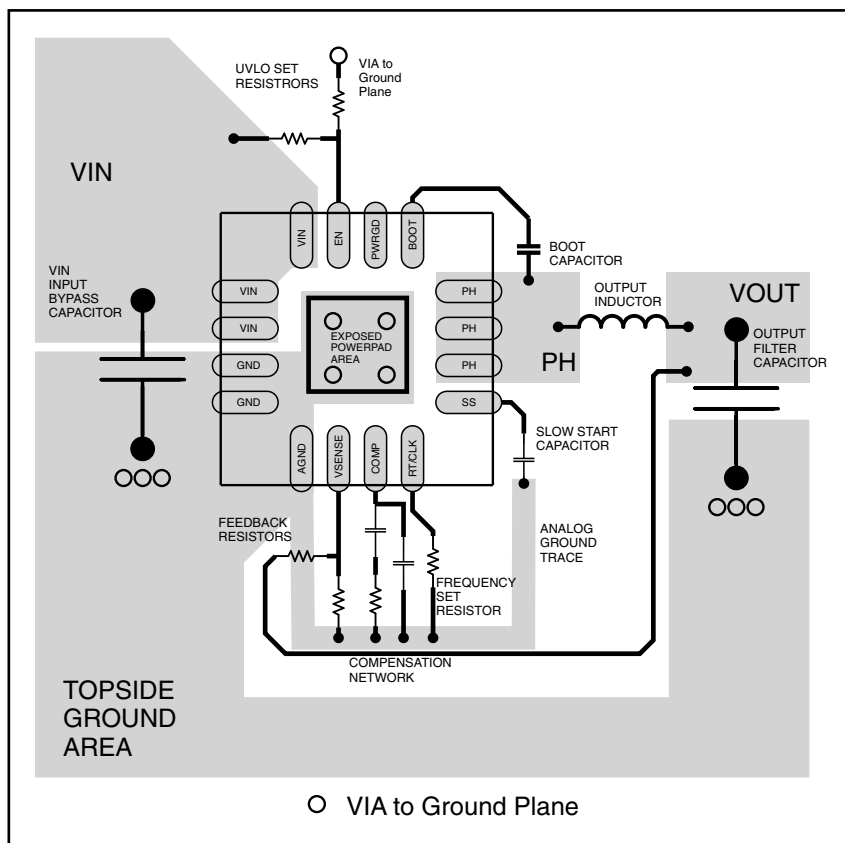 UVLO SET
RESISTRORS
VIA to
Ground
Plane
VIN
VIN
EN
PWRGD
BOOT
BOOT
CAPACITOR
VIN
INPUT
BYPASS
CAPACITOR
VIN
VIN
GND
GND
EXPOSED
POWERPAD
AREA
PH
PH
PH
SS
PH
OUTPUT
INDUCTOR
VOUT
OUTPUT
FILTER
CAPACITOR
SLOW START
CAPACITOR
AGND
VSENSE
COMP
RT/CLK
FEEDBACK
RESISTORS
ANALOG
GROUND
TRACE
FREQUENCY
SET
RESISTOR
COMPENSATION
NETWORK
TOPSIDE
GROUND
AREA
VIA to Ground Plane